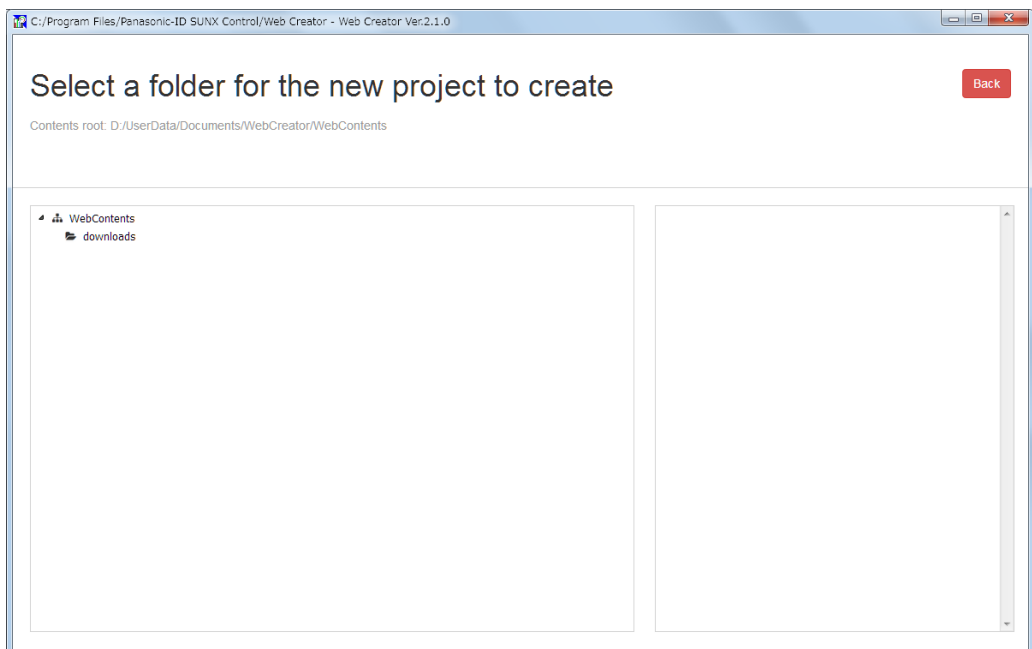 C:/Program Files/Panasonic-ID SUNX Control/Web Creator - Web Creator Ver.2.1.0
Select a folder for the new project to create
Back
Contents root: D:/UserData/Documents/WebCreator/WebContents
WebContents
downloads